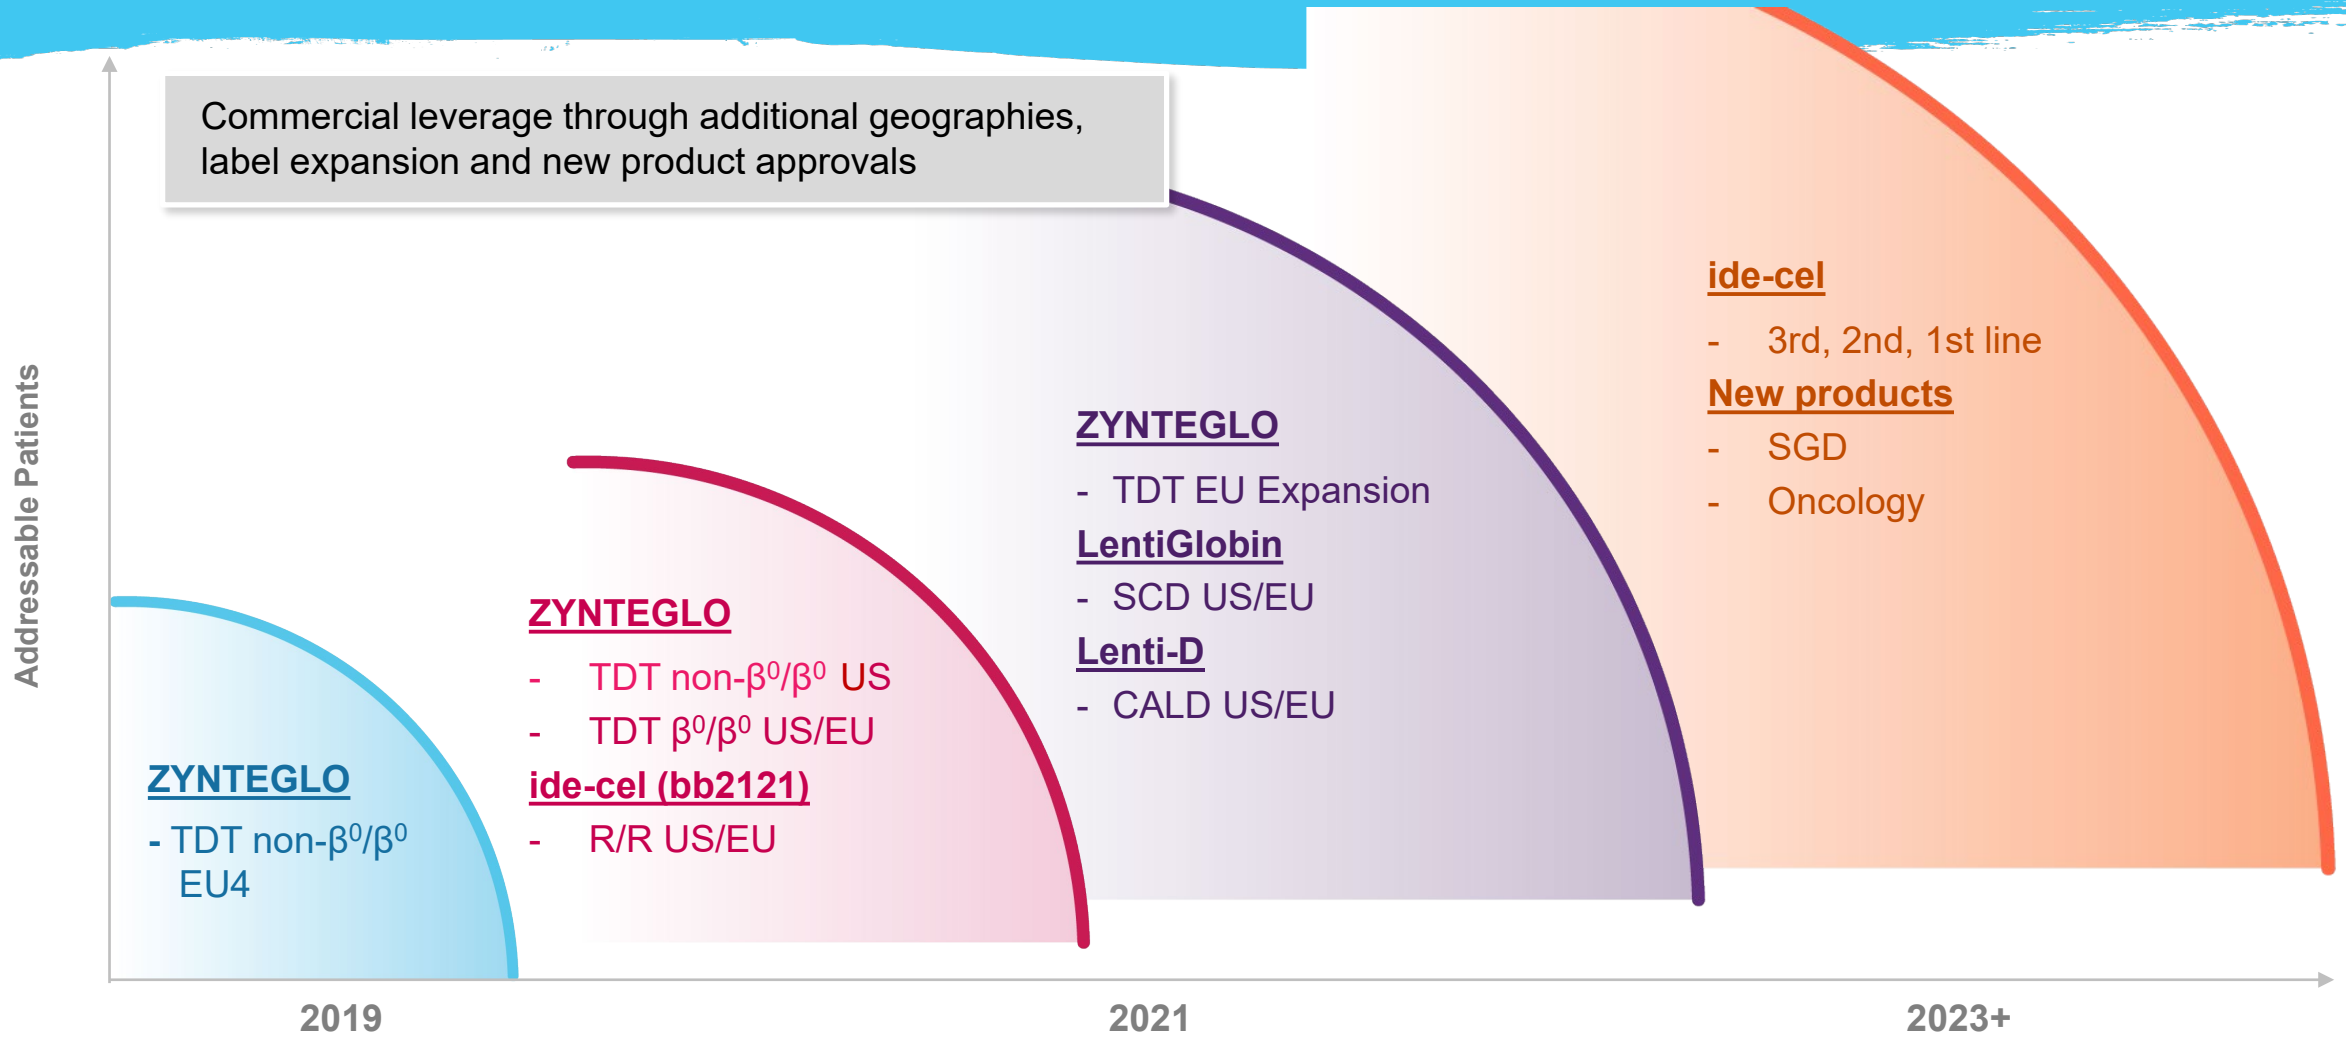 Commercial leverage through additional geographies,
label expansion and new product approvals
Addressable Patients
ZYNTEGLO
- TDT non-β⁰/β⁰
EU4
ZYNTEGLO
- TDT non-β⁰/β⁰ US
- TDT β⁰/β⁰ US/EU
ide-cel (bb2121)
- R/R US/EU
ZYNTEGLO
- TDT EU Expansion
LentiGlobin
- SCD US/EU
Lenti-D
- CALD US/EU
ide-cel
- 3rd, 2nd, 1st line
New products
- SGD
- Oncology
2019
2021
2023+